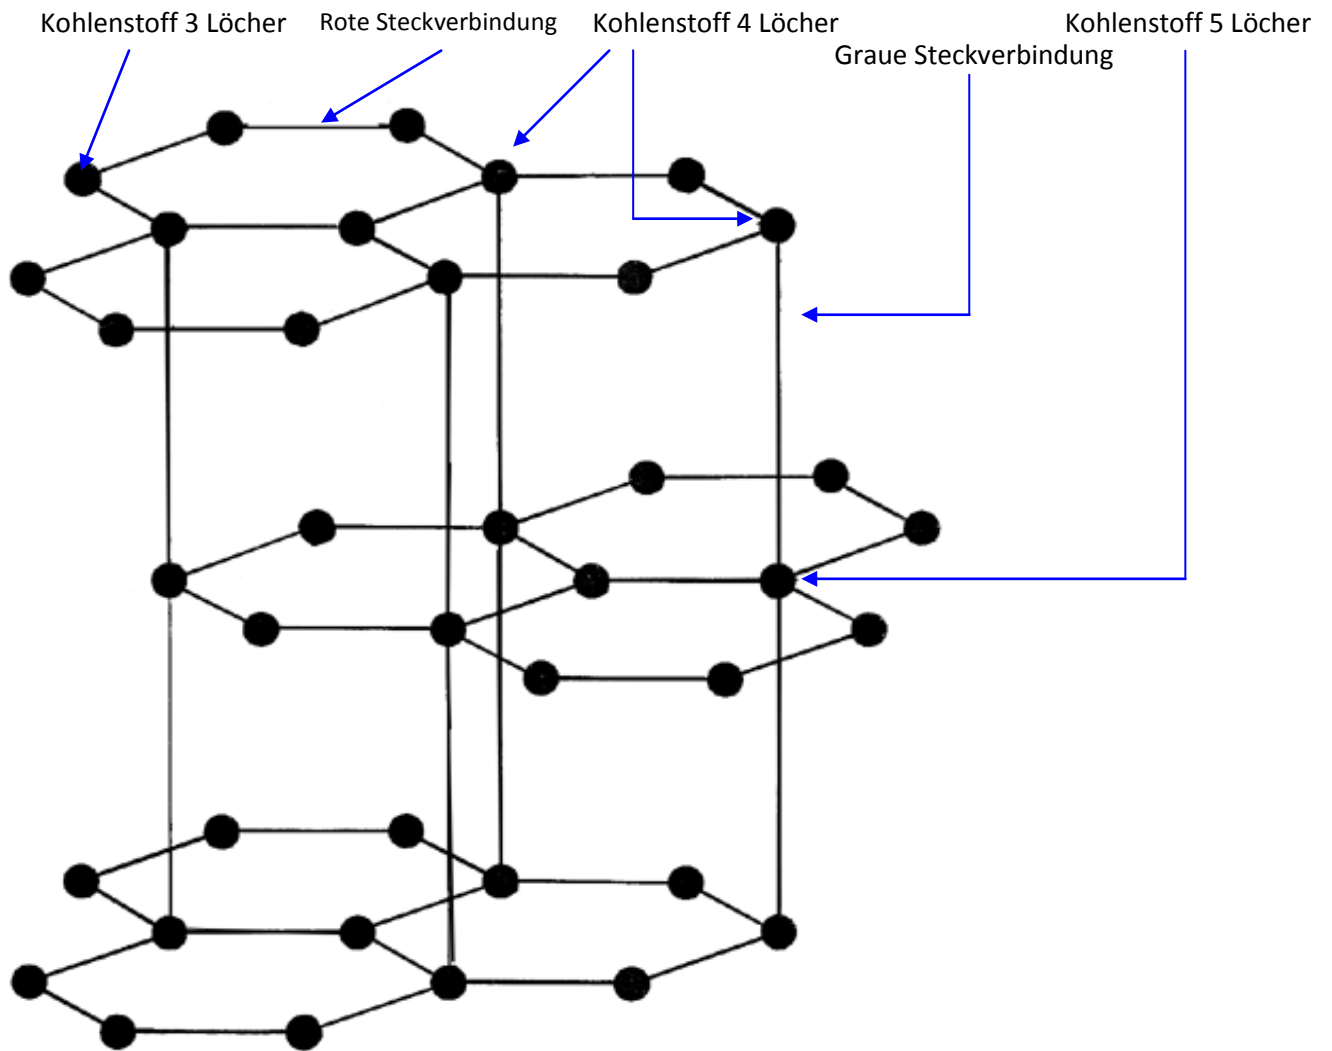 Kohlenstoff 3 Löcher
Rote Steckverbindung
Kohlenstoff 4 Löcher
Kohlenstoff 5 Löcher
Graue Steckverbindung